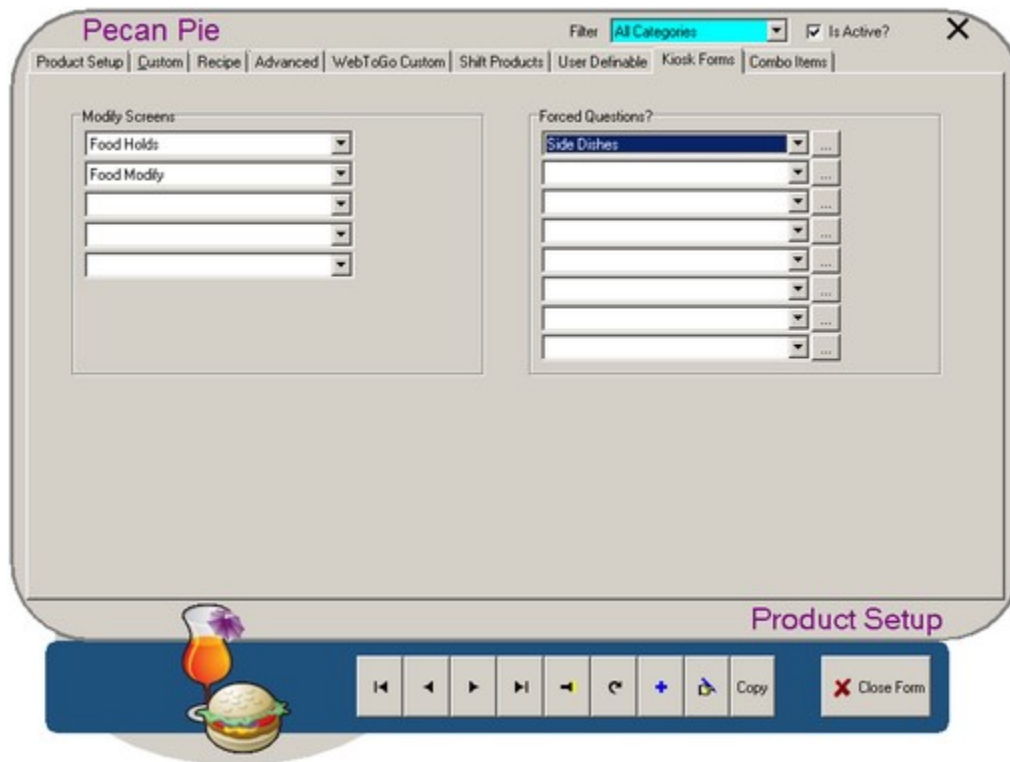 Pecan Pie
Filter All Categories Is Active?
Product Setup Custom Recipe Advanced WebToGo Custom Shift Products User Definable Kiosk Forms Combo Items
Modify Screens
Food Holds
Food Modify
Forced Questions?
Side Dishes
...
...
...
...
...
...
...
...
Product Setup
Copy
Close Form